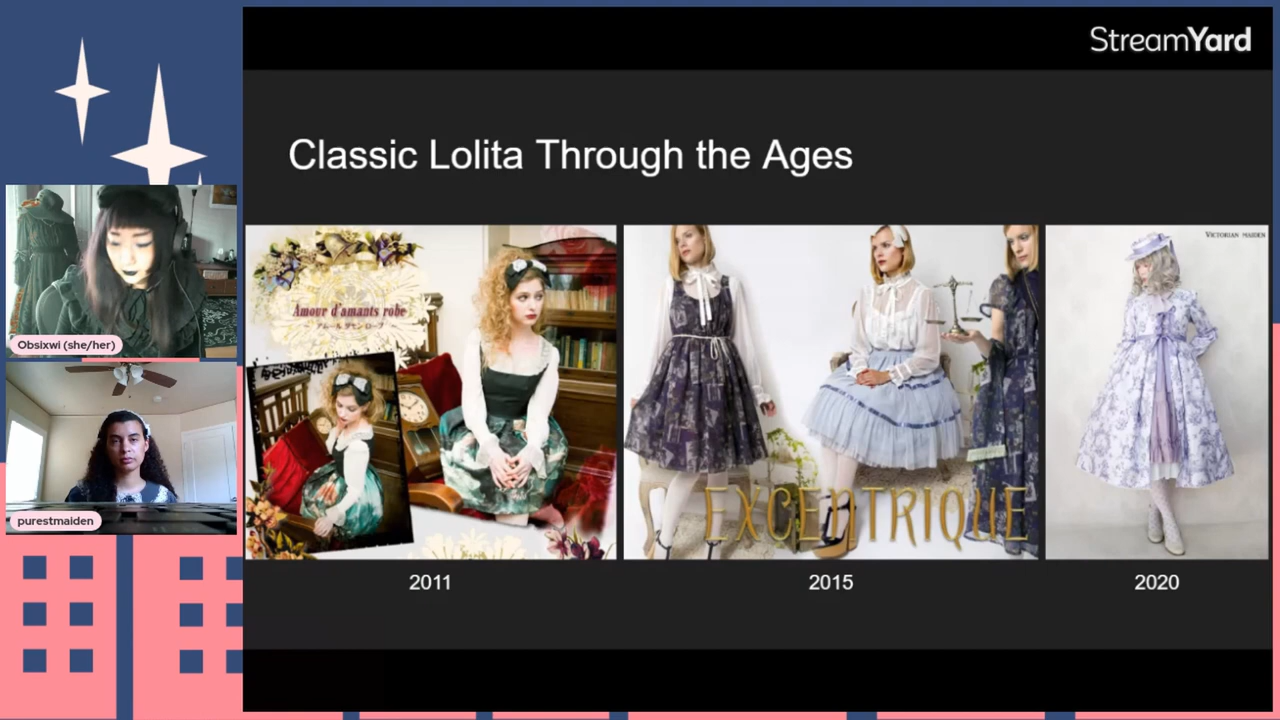 StreamYard
Classic Lolita Through the Ages
Obsixwi (she/her)
purestmaiden
Amour d'amants robe
EXCENTRIQUE
VICTORIAN MAIDEN
2011
2015
2020